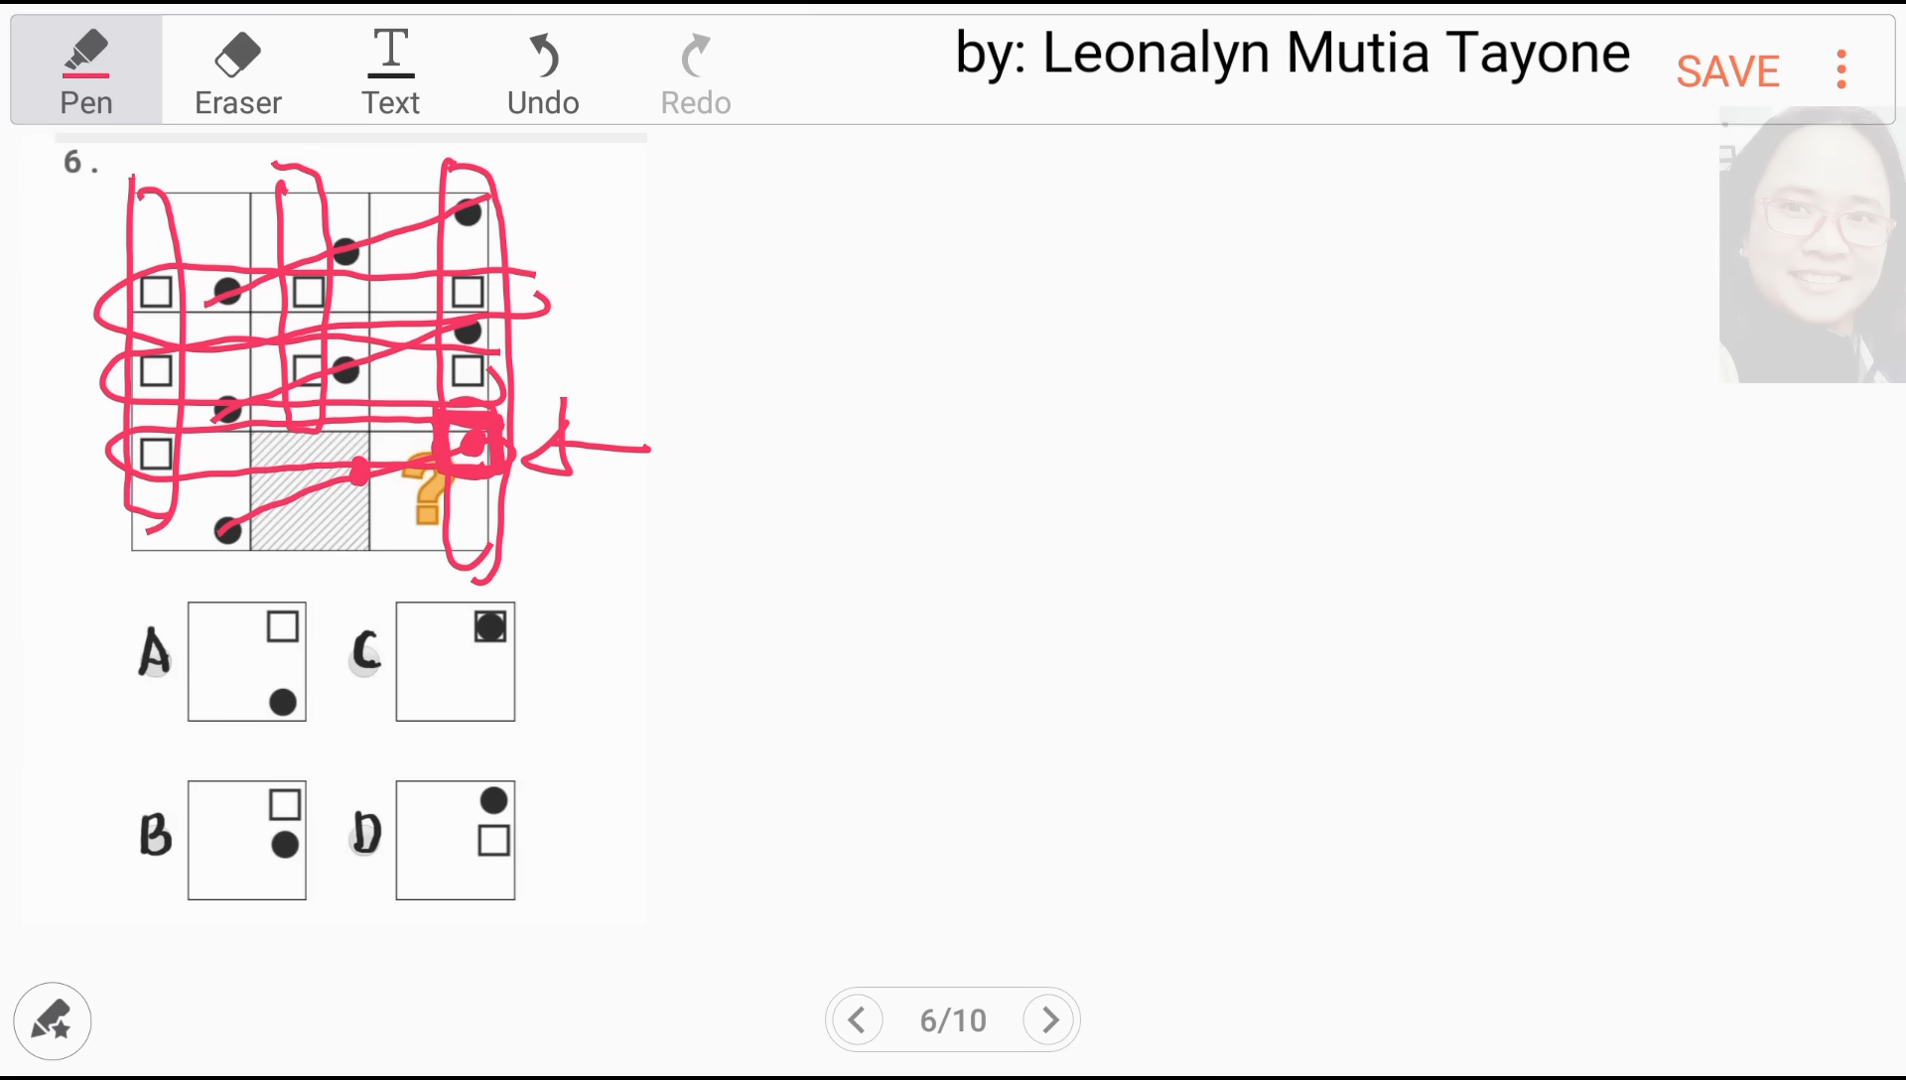 by: Leonalyn Mutia Tayone
SAVE
Pen
Eraser
Text
Undo
Redo
6.
?
A
C
B
D
6/10